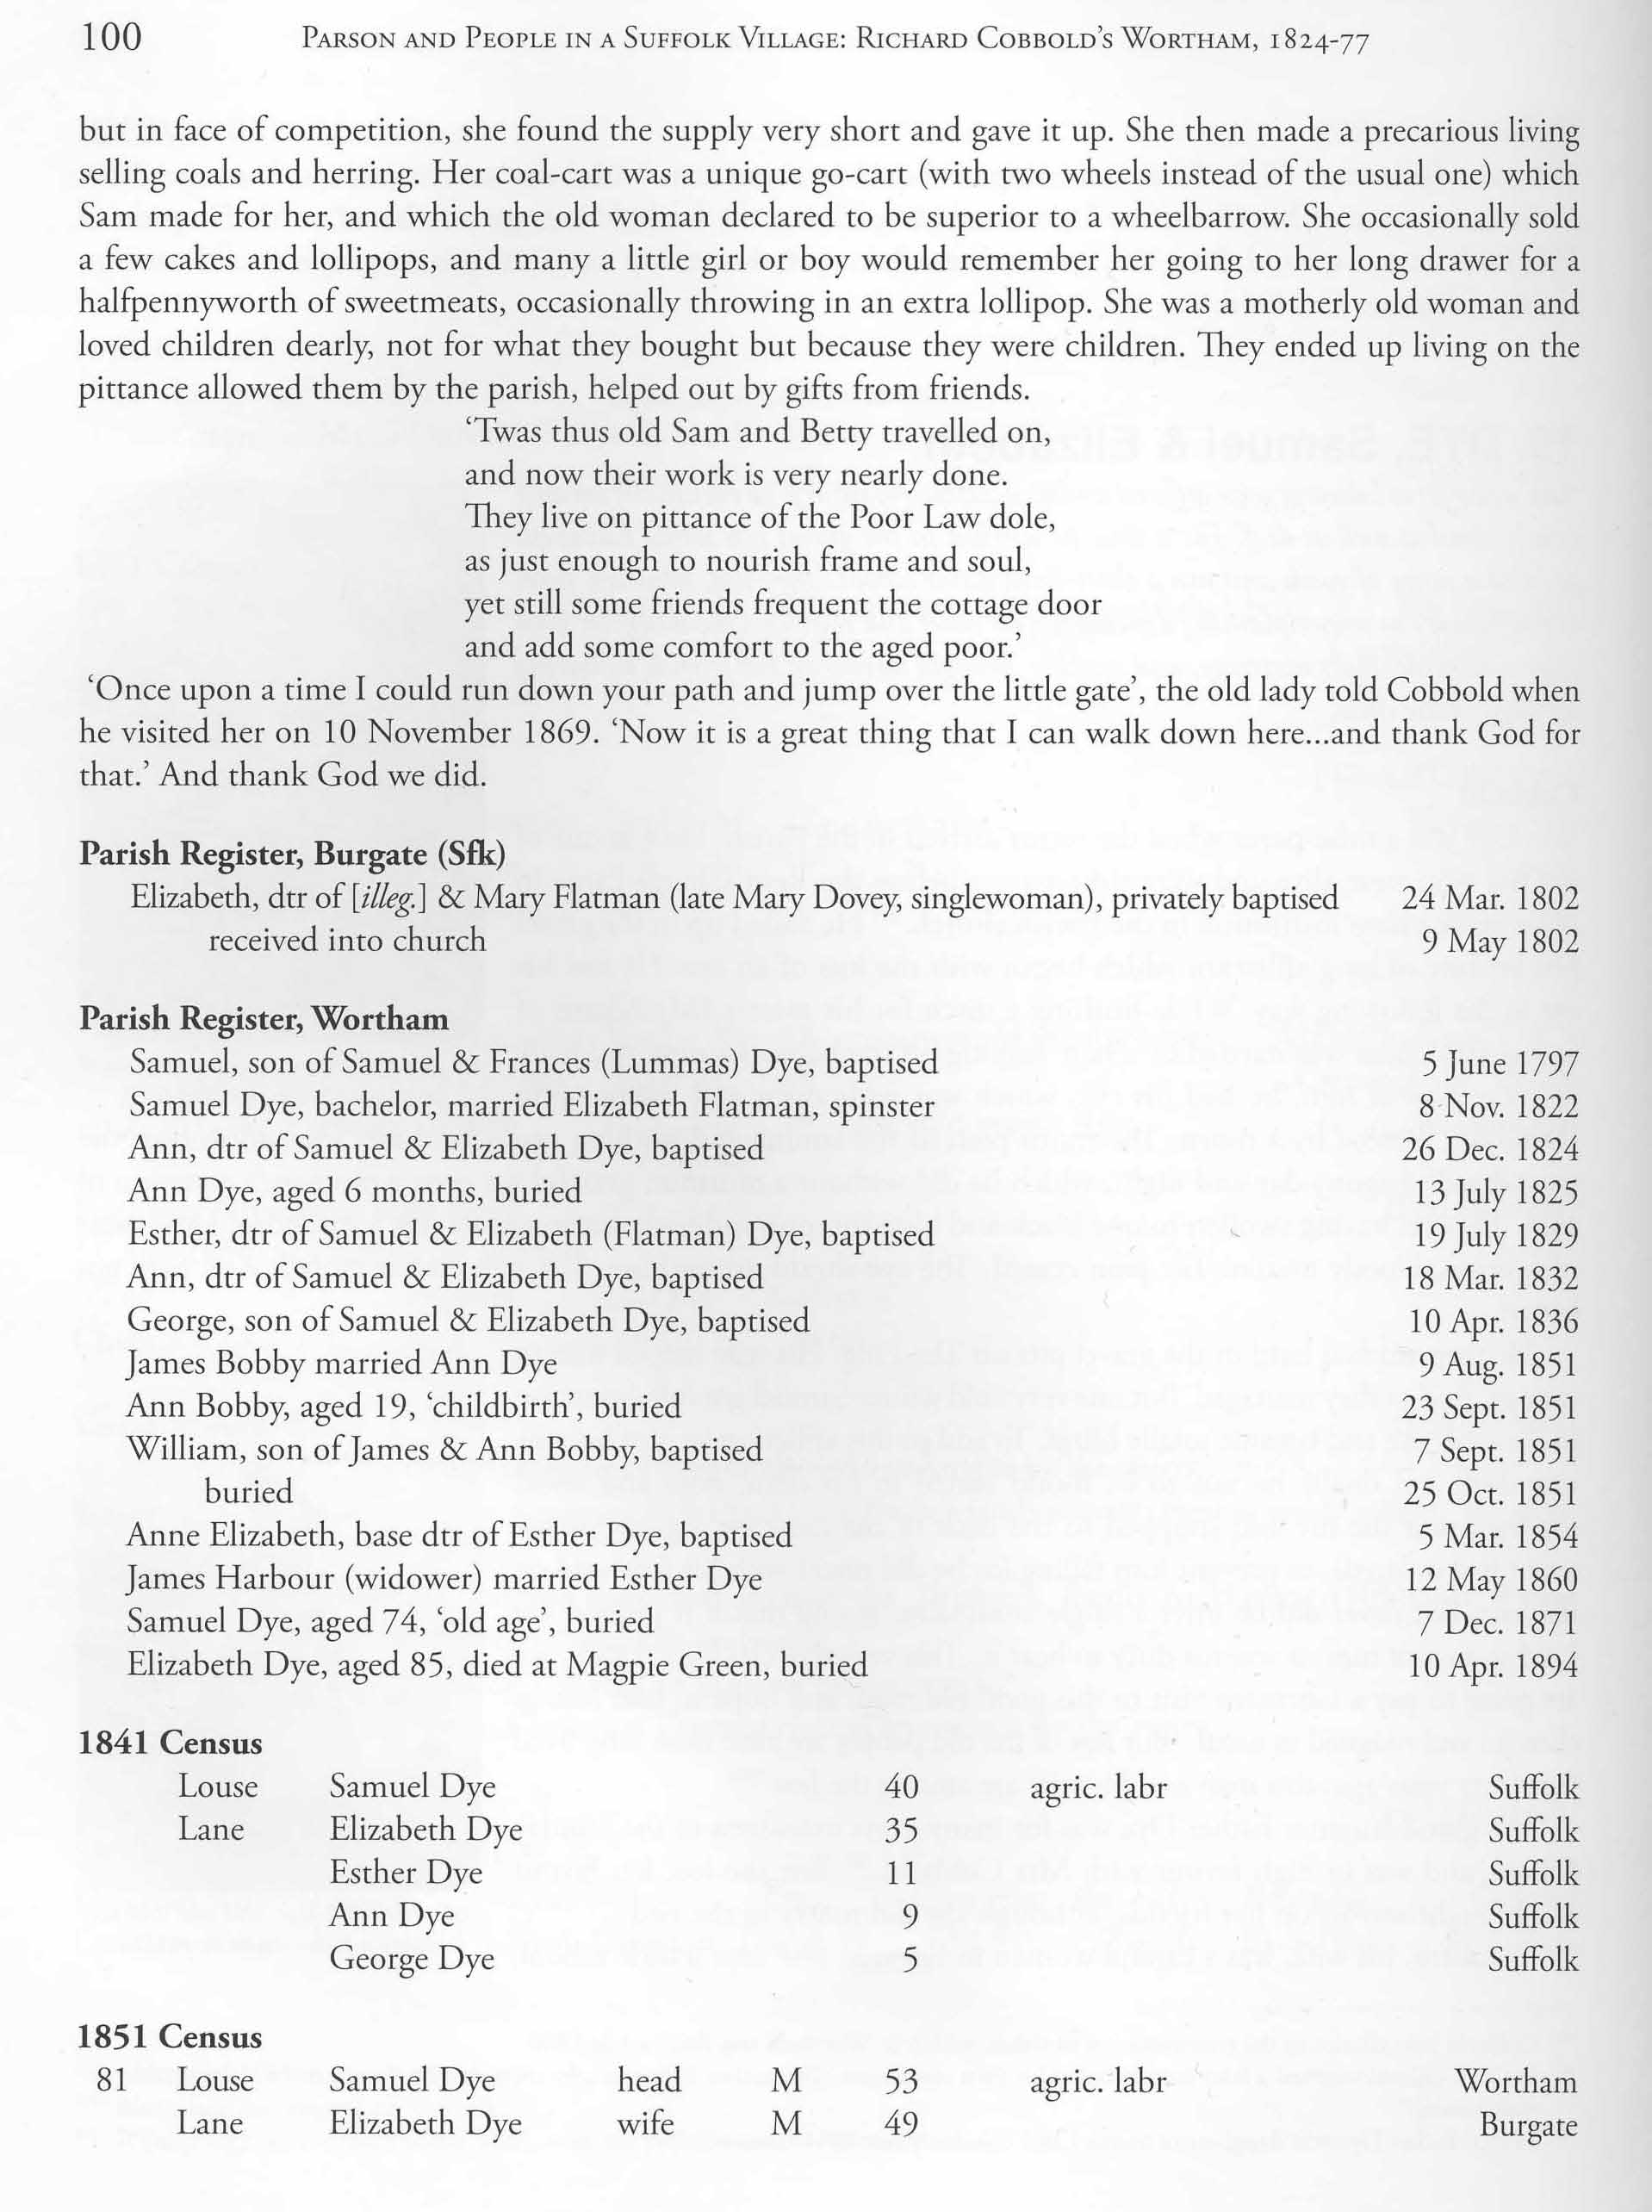 100 PARSON AND PEOPLE IN A SUFFOLK VILLAGE: RICHARD COBBOLD'S WORTHAM, 1824-77
but in face of competition, she found the supply very short and gave it up. She then made a precarious living
selling coals and herring. Her coal-cart was a unique go-cart (with two wheels instead of the usual one) which
Sam made for her, and which the old woman declared to be superior to a wheelbarrow. She occasionally sold
a few cakes and lollipops, and many a little girl or boy would remember her going to her long drawer for a
halfpennyworth of sweetmeats, occasionally throwing in an extra lollipop. She was a motherly old woman and
loved children dearly, not for what they bought but because they were children. They ended up living on the
pittance allowed them by the parish, helped out by gifts from friends.
‘Twas thus old Sam and Betty travelled on,
and now their work is very nearly done.
They live on pittance of the Poor Law dole,
as just enough to nourish frame and soul,
yet still some friends frequent the cottage door
and add some comfort to the aged poor.’
‘Once upon a time I could run down your path and jump over the little gate’, the old lady told Cobbold when
he visited her on 10 November 1869. ‘Now it is a great thing that I can walk down here...and thank God for
that.’ And thank God we did.
Parish Register, Burgate (Sfk)
Elizabeth, dtr of [illeg.] & Mary Flatman (late Mary Dovey, singlewoman), privately baptised 24 Mar. 1802
received into church 9 May 1802
Parish Register, Wortham
Samuel, son of Samuel & Frances (Lummas) Dye, baptised 5 June 1797
Samuel Dye, bachelor, married Elizabeth Flatman, spinster 8 Nov. 1822
Ann, dtr of Samuel & Elizabeth Dye, baptised 26 Dec. 1824
Ann Dye, aged 6 months, buried 13 July 1825
Esther, dtr of Samuel & Elizabeth (Flatman) Dye, baptised 19 July 1829
Ann, dtr of Samuel & Elizabeth Dye, baptised 18 Mar. 1832
George, son of Samuel & Elizabeth Dye, baptised 10 Apr. 1836
James Bobby married Ann Dye 9 Aug. 1851
Ann Bobby, aged 19, ‘childbirth’, buried 23 Sept. 1851
William, son of James & Ann Bobby, baptised 7 Sept. 1851
buried 25 Oct. 1851
Anne Elizabeth, base dtr of Esther Dye, baptised 5 Mar. 1854
James Harbour (widower) married Esther Dye 12 May 1860
Samuel Dye, aged 74, ‘old age’, buried 7 Dec. 1871
Elizabeth Dye, aged 85, died at Magpie Green, buried 10 Apr. 1894
1841 Census
Louse Samuel Dye 40 agric. labr Suffolk
Lane Elizabeth Dye 35 Suffolk
Esther Dye 11 Suffolk
Ann Dye 9 Suffolk
George Dye 5 Suffolk
1851 Census
81 Louse Samuel Dye head M 53 agric. labr Wortham
Lane Elizabeth Dye wife M 49 Burgate